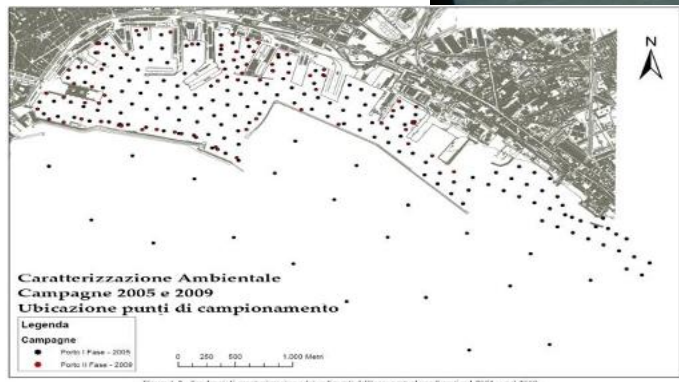 N
Caratterizzazione Ambientale
Campagne 2005 e 2009
Ubicazione punti di campionamento
Legenda
Campagne
Porto I Fase - 2005
Porto II Fase - 2009
0 250 500 1.000 Metri